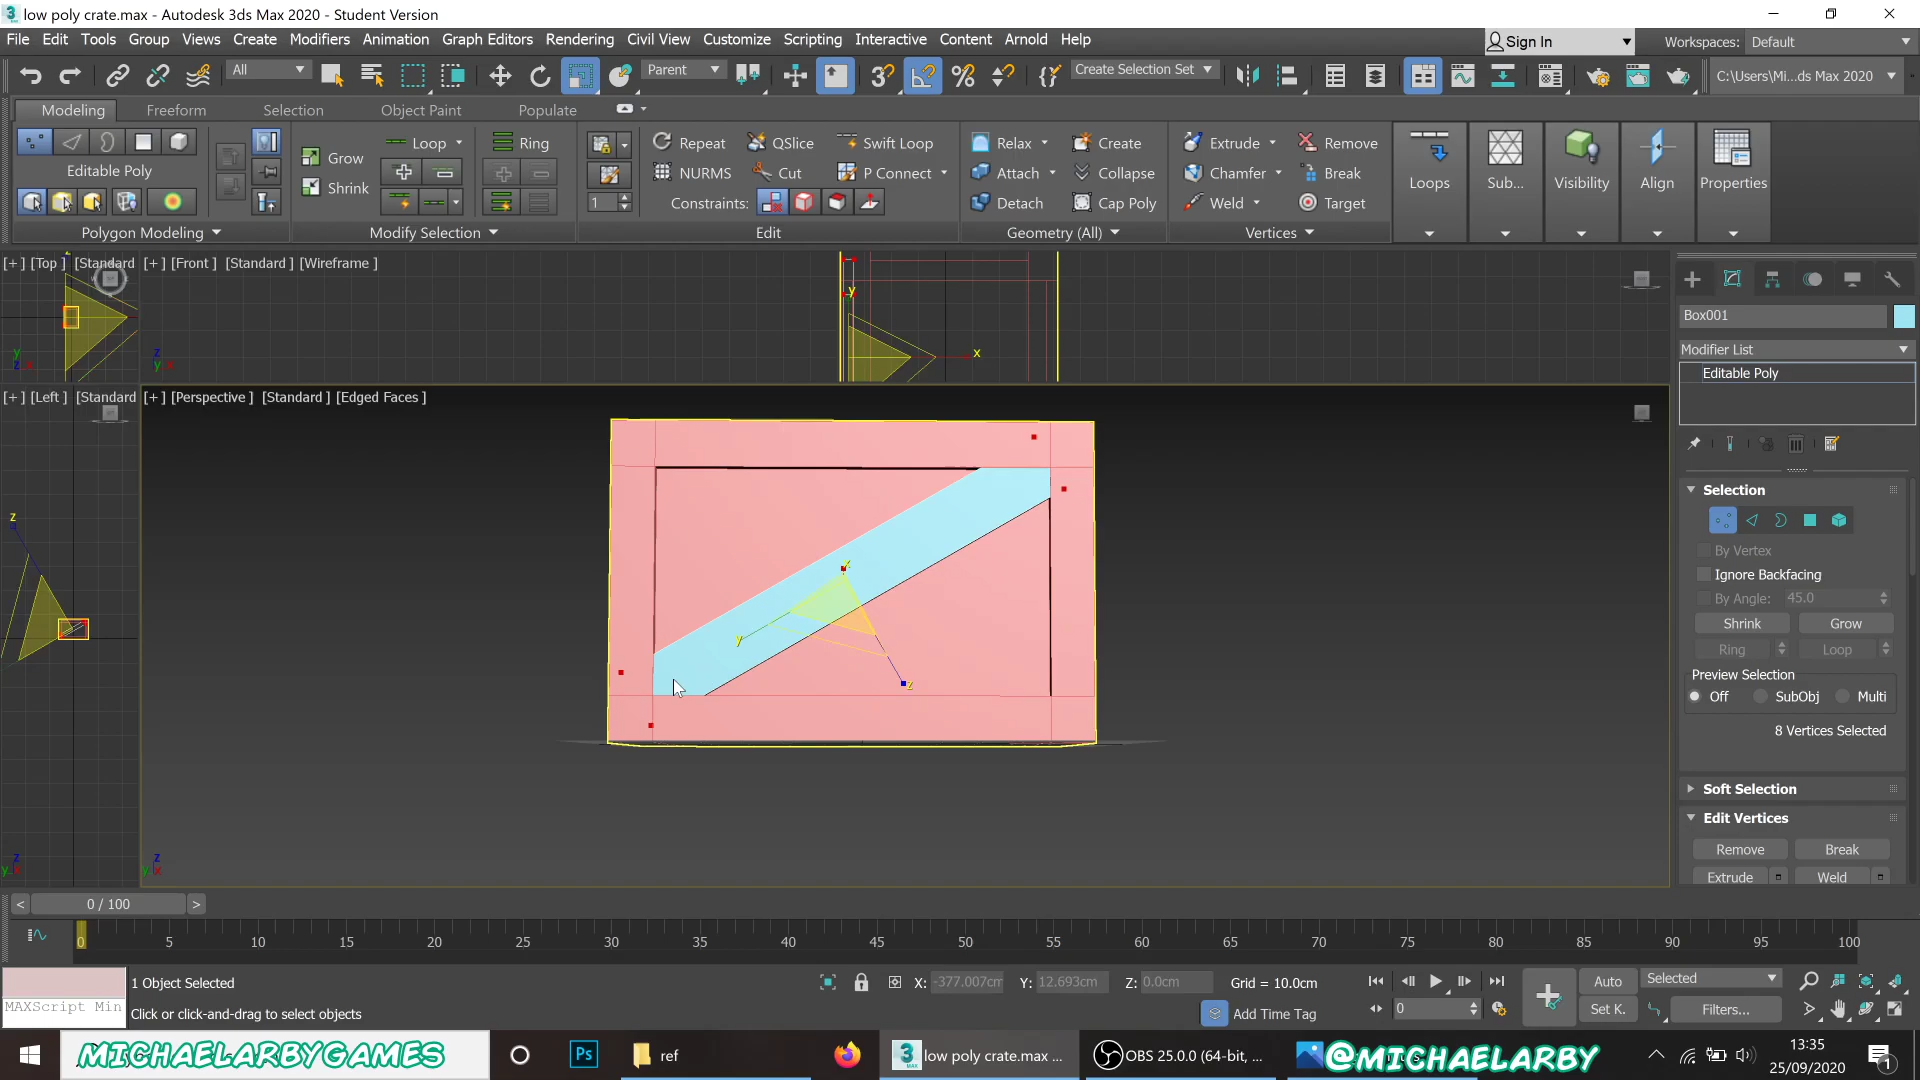 low poly crate.max - Autodesk 3ds Max 2020 - Student Version
File Edit Tools Group Views Create Modifiers Animation Graph Editors Rendering Civil View Customize Scripting Interactive Content Arnold Help
Sign In
Workspaces: Default
All
Parent
Create Selection Set
C:\Users\Mi...ds Max 2020
Modeling Freeform Selection Object Paint Populate
Grow Loop Ring Repeat QSlice Swift Loop Relax Create Extrude Remove
Editable Poly
Shrink NURMS Cut P Connect Attach Collapse Chamfer Break
Loops Sub... Visibility Align Properties
1 Constraints: Detach Cap Poly Weld Target
Polygon Modeling Modify Selection Edit Geometry (All) Vertices
[+] [Top ] [Standard
[+] [Front ] [Standard ] [Wireframe ]
Box001
Modifier List
Editable Poly
[+] [Left ] [Standard
[+] [Perspective ] [Standard ] [Edged Faces ]
Selection
By Vertex
Ignore Backfacing
By Angle: 45.0
Shrink Grow
Ring Loop
Preview Selection
Off SubObj Multi
8 Vertices Selected
Soft Selection
Edit Vertices
Remove Break
Extrude Weld
x
y
z
< 0 / 100 >
0 5 10 15 20 25 30 35 40 45 50 55 60 65 70 75 80 85 90 95 100
1 Object Selected
X: -377.007cm Y: 12.693cm Z: 0.0cm Grid = 10.0cm
Auto Selected
MAXScript Min
Click or click-and-drag to select objects
Add Time Tag
0
Set K. Filters...
MICHAELARBYGAMES
Ps
ref
low poly crate.max ...
OBS 25.0.0 (64-bit, ...
@MICHAELARBY
13:35
25/09/2020
1